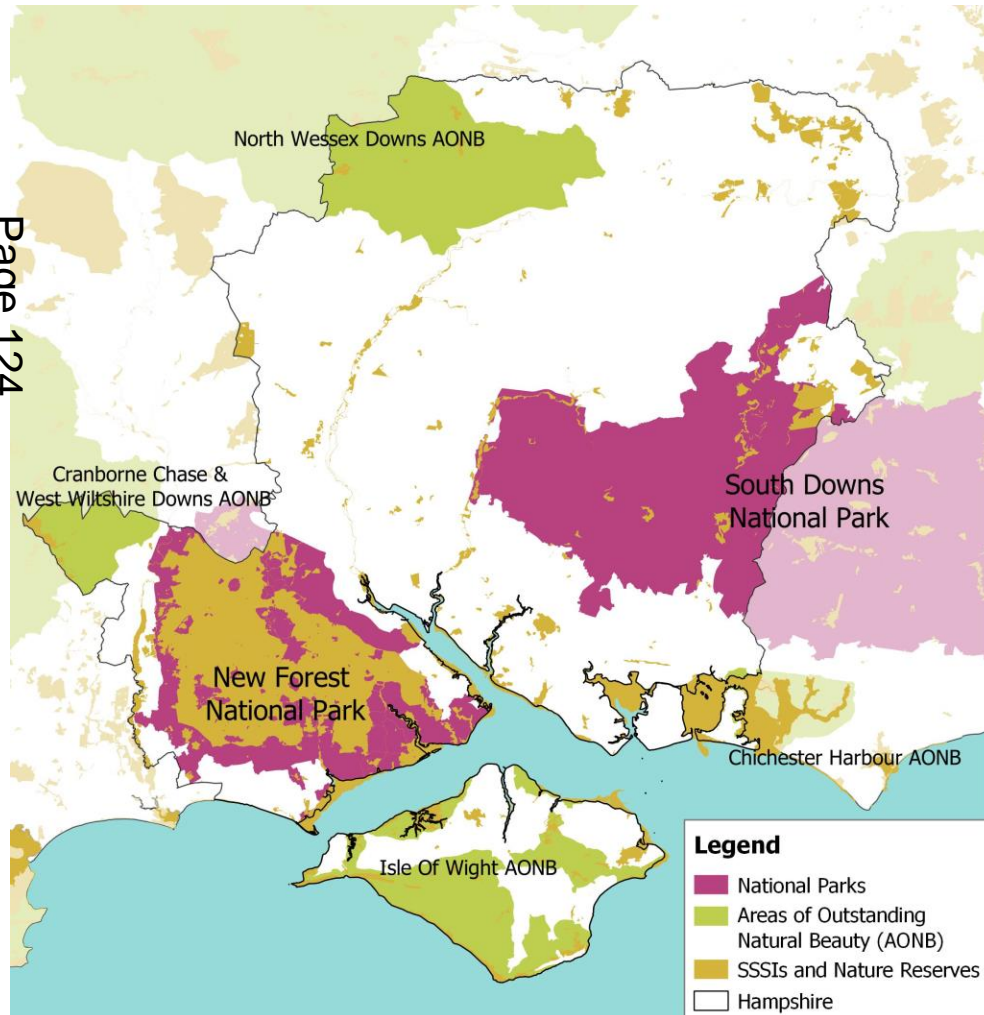 North Wessex Downs AONB
Page 124
Cranborne Chase &
West Wiltshire Downs AONB
South Downs
National Park
New Forest
National Park
Chichester Harbour AONB
Isle Of Wight AONB
Legend
National Parks
Areas of Outstanding
Natural Beauty (AONB)
SSSIs and Nature Reserves
Hampshire